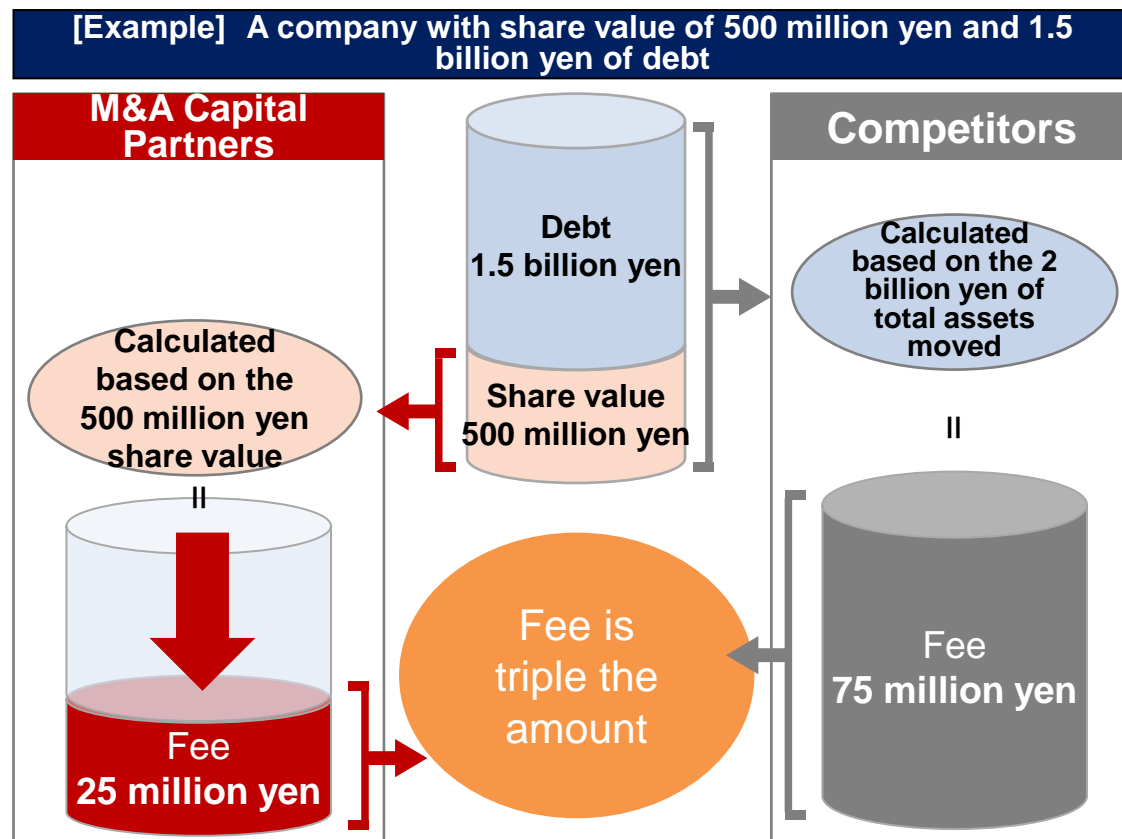 [Example] A company with share value of 500 million yen and 1.5
billion yen of debt
M&A Capital
Partners
Competitors
Debt
1.5 billion yen
Calculated
based on the 2
billion yen of
total assets
moved
Calculated
based on the
500 million yen
share value
Share value
500 million yen
=
=
Fee is
triple the
amount
Fee
75 million yen
Fee
25 million yen